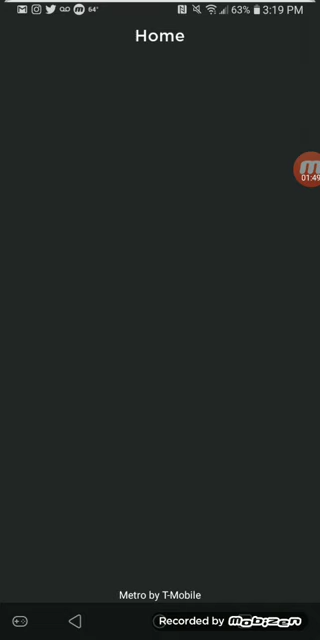 64°
63% 3:19 PM
Home
01:49
Metro by T-Mobile
Recorded by mobizen